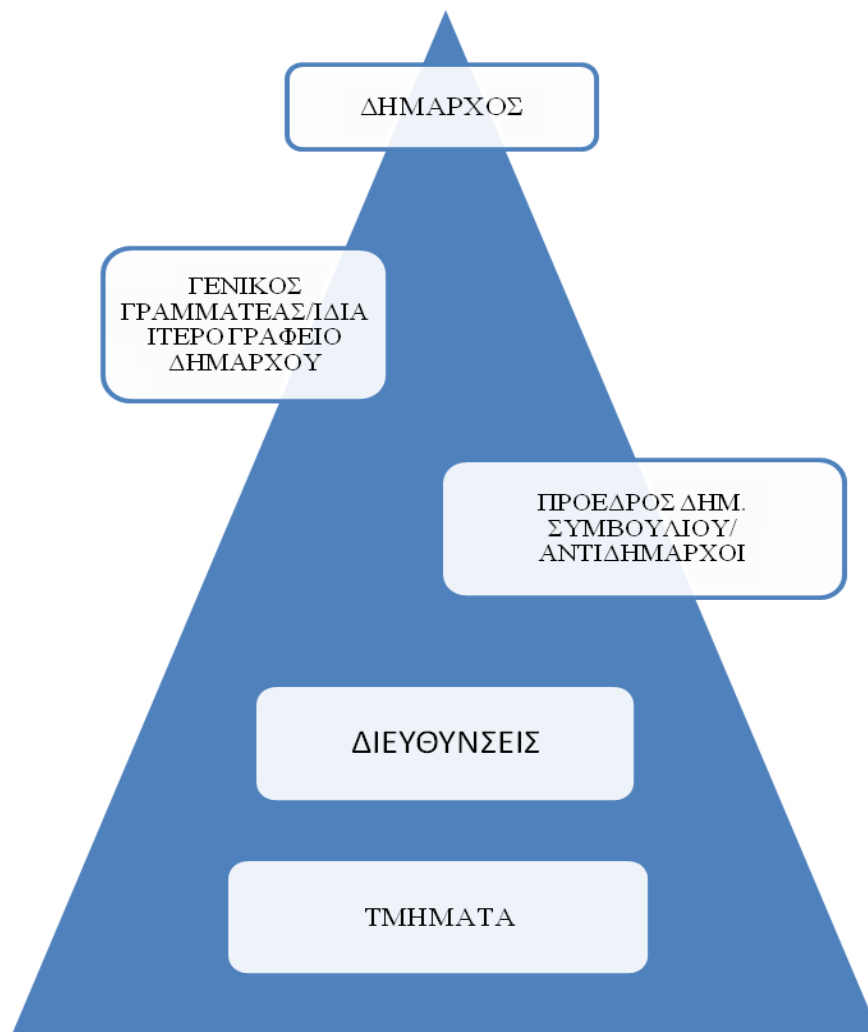 ΔΗΜΑΡΧΟΣ
ΓΕΝΙΚΟΣ
ΓΡΑΜΜΑΤΕΑΣ/ΙΔΙΑ
ΙΤΕΡΟ ΓΡΑΦΕΙΟ
ΔΗΜΑΡΧΟΥ
ΠΡΟΕΔΡΟΣ ΔΗΜ.
ΣΥΜΒΟΥΛΙΟΥ/
ΑΝΤΙΔΗΜΑΡΧΟΙ
ΔΙΕΥΘΥΝΣΕΙΣ
ΤΜΗΜΑΤΑ